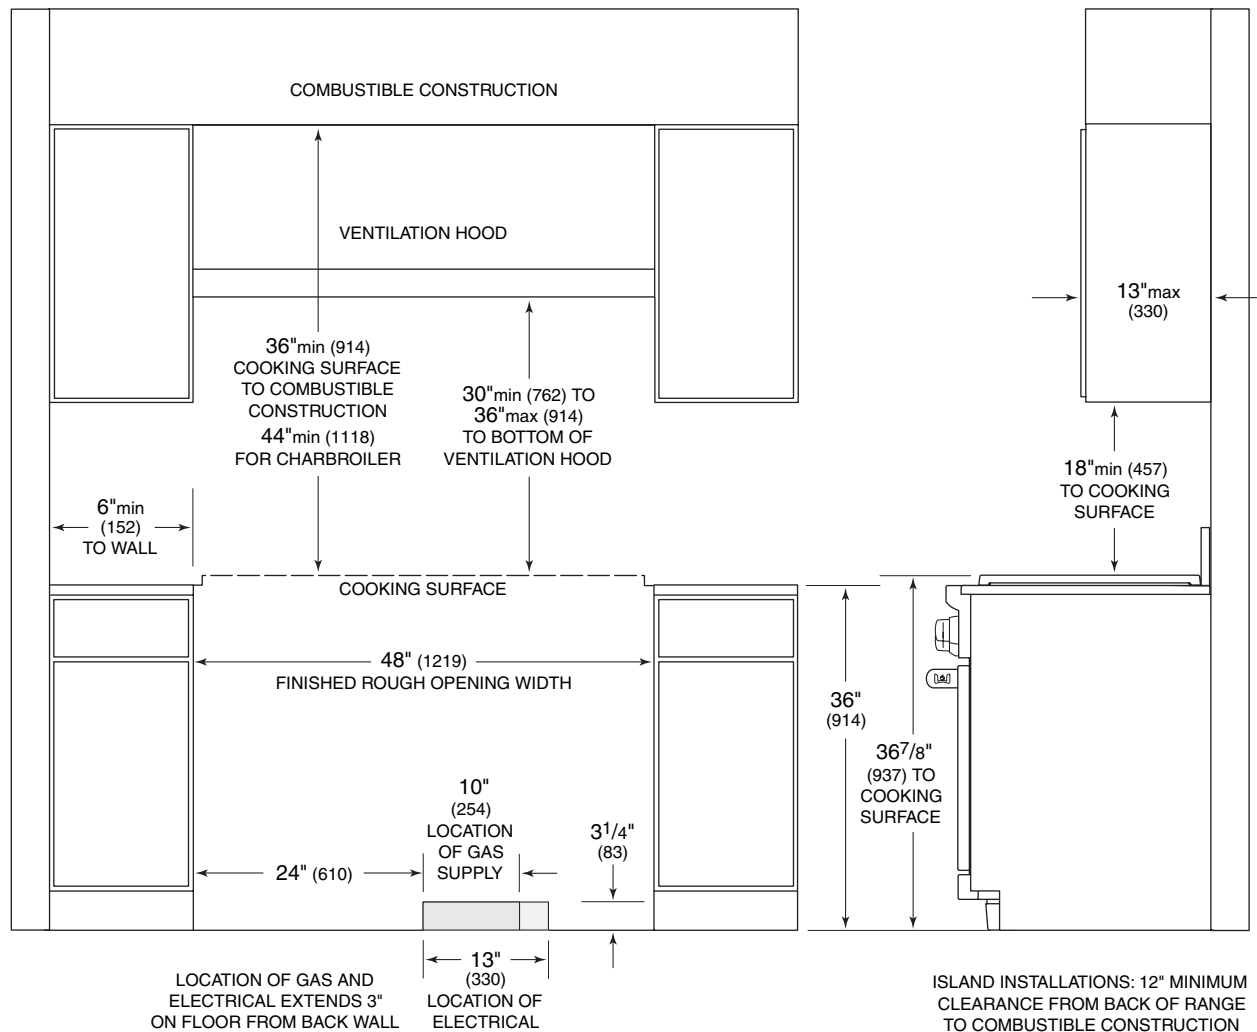 COMBUSTIBLE CONSTRUCTION
VENTILATION HOOD
36"min (914)
COOKING SURFACE
TO COMBUSTIBLE
CONSTRUCTION
44"min (1118)
FOR CHARBROILER
30"min (762) TO
36"max (914)
TO BOTTOM OF
VENTILATION HOOD
6"min
(152)
TO WALL
COOKING SURFACE
48" (1219)
FINISHED ROUGH OPENING WIDTH
10"
(254)
LOCATION
OF GAS
SUPPLY
24" (610)
3 1/4"
(83)
13"
(330)
LOCATION OF
ELECTRICAL
LOCATION OF GAS AND
ELECTRICAL EXTENDS 3"
ON FLOOR FROM BACK WALL
13"max
(330)
18"min (457)
TO COOKING
SURFACE
36"
(914)
36 7/8"
(937) TO
COOKING
SURFACE
ISLAND INSTALLATIONS: 12" MINIMUM
CLEARANCE FROM BACK OF RANGE
TO COMBUSTIBLE CONSTRUCTION